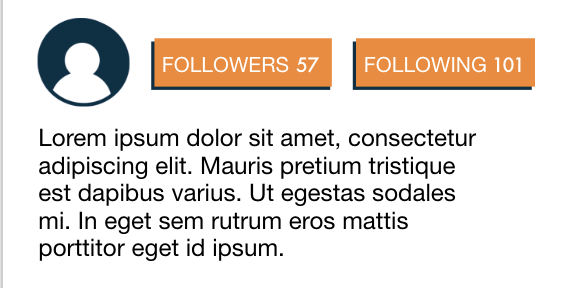 FOLLOWERS 57
FOLLOWING 101
Lorem ipsum dolor sit amet, consectetur
adipiscing elit. Mauris pretium tristique
est dapibus varius. Ut egestas sodales
mi. In eget sem rutrum eros mattis
porttitor eget id ipsum.